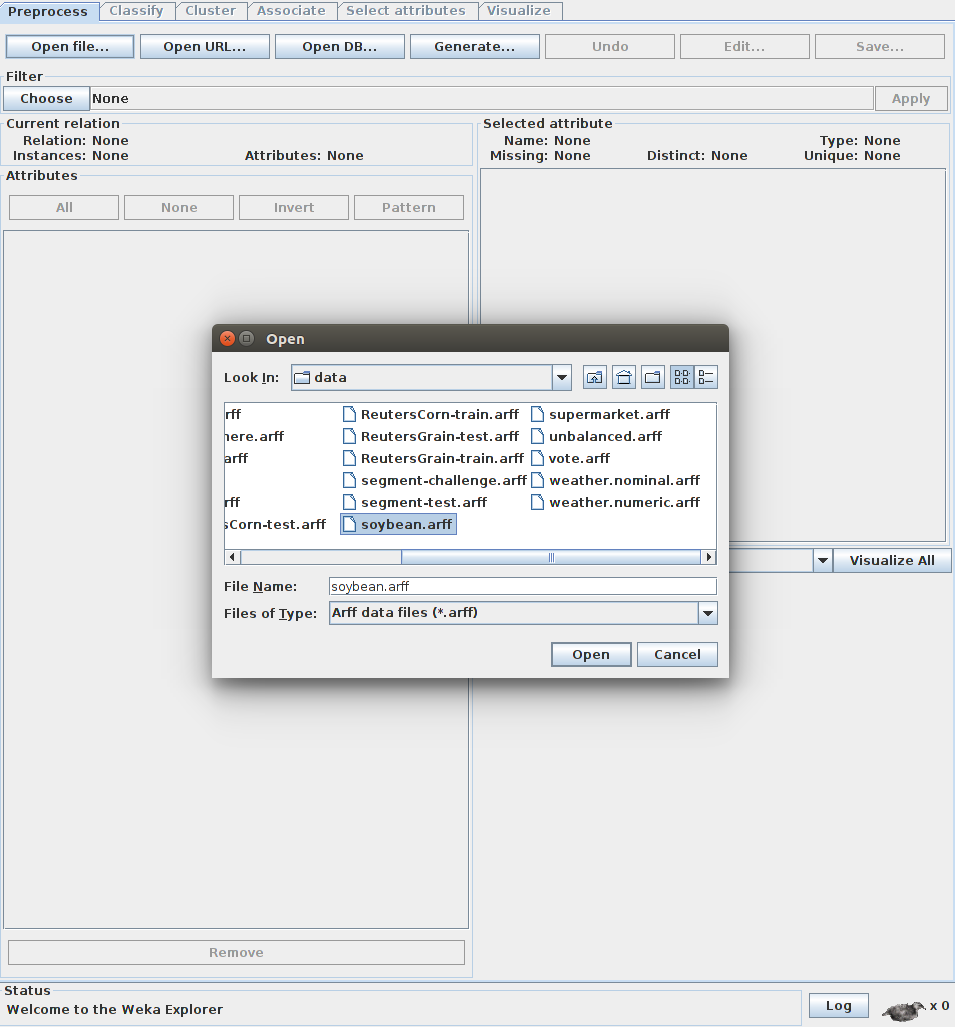 Preprocess Classify Cluster Associate Select attributes Visualize
Open file... Open URL... Open DB... Generate... Undo Edit... Save...
Filter
Choose None Apply
Current relation
Relation: None
Instances: None Attributes: None
Selected attribute
Name: None Type: None
Missing: None Distinct: None Unique: None
Attributes
All None Invert Pattern
Open
Look In: data
rff ReutersCorn-train.arff supermarket.arff
here.arff ReutersGrain-test.arff unbalanced.arff
arff ReutersGrain-train.arff vote.arff
segment-challenge.arff weather.nominal.arff
rff segment-test.arff weather.numeric.arff
sCorn-test.arff soybean.arff
File Name: soybean.arff
Files of Type: Arff data files (*.arff)
Open Cancel
Visualize All
Remove
Status
Welcome to the Weka Explorer
Log x 0